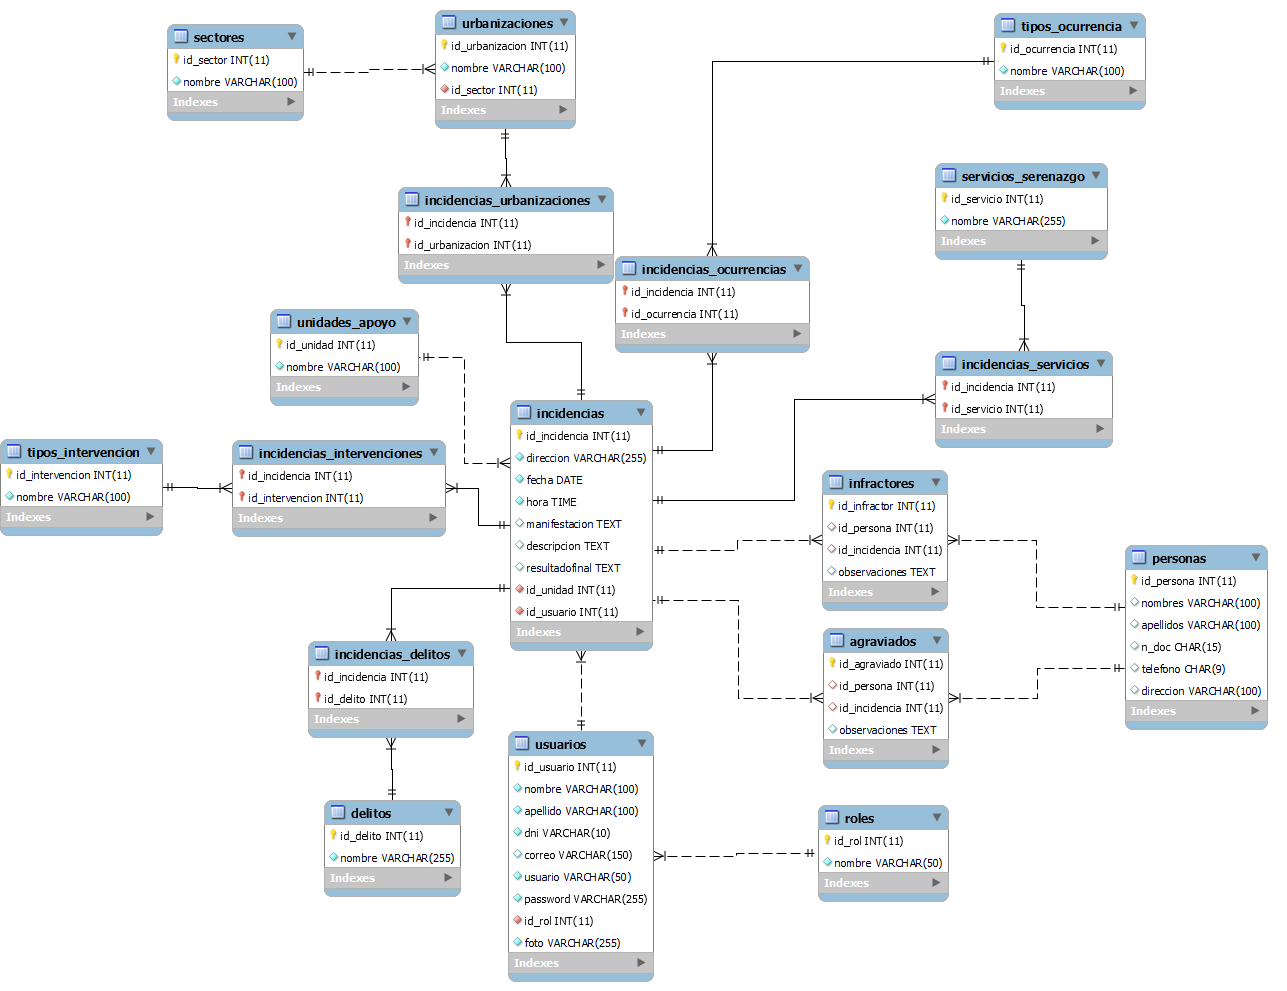 sectores
id_sector INT(11)
nombre VARCHAR(100)
Indexes
urbanizaciones
id_urbanizacion INT(11)
nombre VARCHAR(100)
id_sector INT(11)
Indexes
tipos_ocurrencia
id_ocurrencia INT(11)
nombre VARCHAR(100)
Indexes
incidencias_urbanizaciones
id_incidencia INT(11)
id_urbanizacion INT(11)
Indexes
servicios_serenazgo
id_servicio INT(11)
nombre VARCHAR(255)
Indexes
incidencias_ocurrencias
id_incidencia INT(11)
id_ocurrencia INT(11)
Indexes
unidades_apoyo
id_unidad INT(11)
nombre VARCHAR(100)
Indexes
incidencias_servicios
id_incidencia INT(11)
id_servicio INT(11)
Indexes
tipos_intervencion
id_intervencion INT(11)
nombre VARCHAR(100)
Indexes
incidencias_intervenciones
id_incidencia INT(11)
id_intervencion INT(11)
Indexes
incidencias
id_incidencia INT(11)
direccion VARCHAR(255)
fecha DATE
hora TIME
manifestacion TEXT
descripcion TEXT
resultadofinal TEXT
id_unidad INT(11)
id_usuario INT(11)
Indexes
infractores
id_infractor INT(11)
id_persona INT(11)
id_incidencia INT(11)
observaciones TEXT
Indexes
personas
id_persona INT(11)
nombres VARCHAR(100)
apellidos VARCHAR(100)
n_doc CHAR(15)
telefono CHAR(9)
direccion VARCHAR(100)
Indexes
agraviados
id_agraviado INT(11)
id_persona INT(11)
id_incidencia INT(11)
observaciones TEXT
Indexes
incidencias_delitos
id_incidencia INT(11)
id_delito INT(11)
Indexes
delitos
id_delito INT(11)
nombre VARCHAR(255)
Indexes
usuarios
id_usuario INT(11)
nombre VARCHAR(100)
apellido VARCHAR(100)
dni VARCHAR(10)
correo VARCHAR(150)
usuario VARCHAR(50)
password VARCHAR(255)
id_rol INT(11)
foto VARCHAR(255)
Indexes
roles
id_rol INT(11)
nombre VARCHAR(50)
Indexes